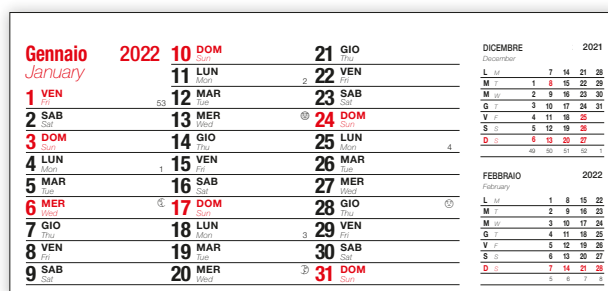 Gennaio 2022
January
1 VEN
Fri 53
2 SAB
Sat
3 DOM
Sun
4 LUN
Mon 1
5 MAR
Tue
6 MER
Wed
7 GIO
Thu
8 VEN
Fri
9 SAB
Sat
10 DOM
Sun
11 LUN
Mon 2
12 MAR
Tue
13 MER
Wed
14 GIO
Thu
15 VEN
Fri
16 SAB
Sat
17 DOM
Sun
18 LUN
Mon 3
19 MAR
Tue
20 MER
Wed
21 GIO
Thu
22 VEN
Fri
23 SAB
Sat
24 DOM
Sun
25 LUN
Mon 4
26 MAR
Tue
27 MER
Wed
28 GIO
Thu
29 VEN
Fri
30 SAB
Sat
31 DOM
Sun
DICEMBRE 2021
December
L M 7 14 21 28
M T 1 8 15 22 29
M W 2 9 16 23 30
G T 3 10 17 24 31
V F 4 11 18 25
S S 5 12 19 26
D S 6 13 20 27
49 50 51 52 1
FEBBRAIO 2022
February
L M 1 8 15 22
M T 2 9 16 23
M W 3 10 17 24
G T 4 11 18 25
V F 5 12 19 26
S S 6 13 20 27
D S 7 14 21 28
5 6 7 8